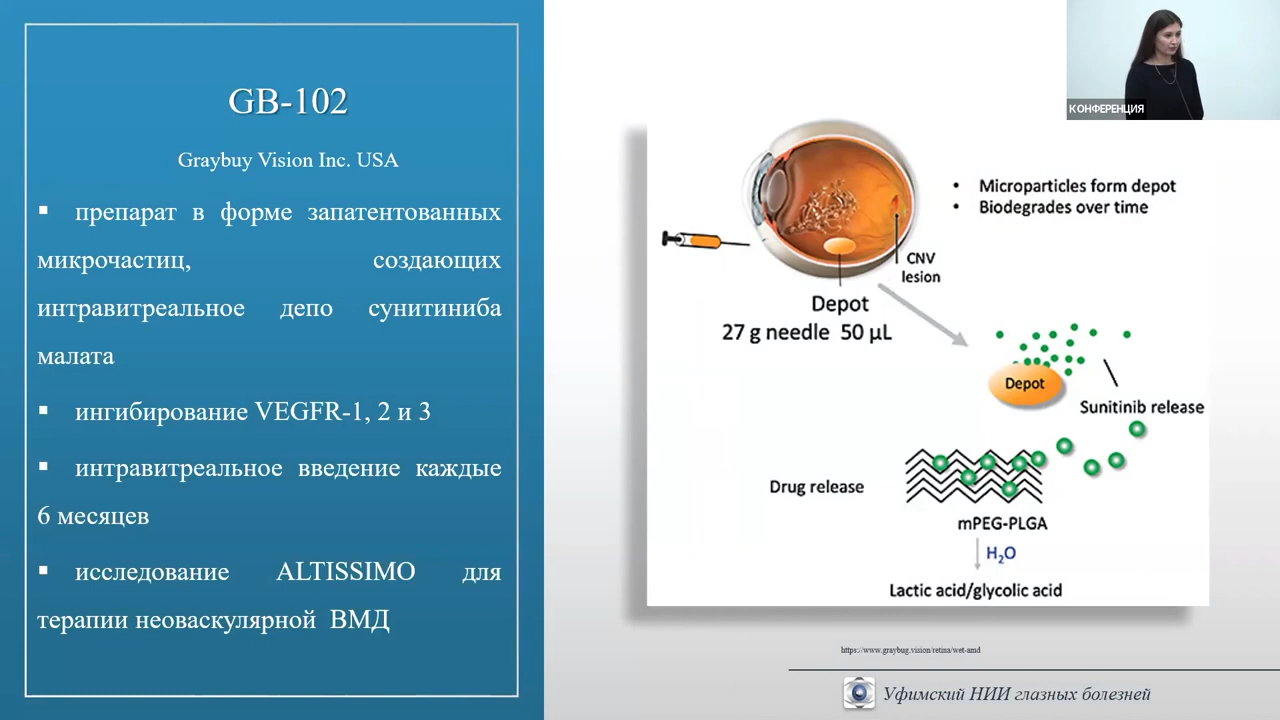 GB-102
Graybuy Vision Inc. USA
▪ препарат в форме запатентованных
микрочастиц, создающих
интравитреальное депо сунитиниба
малата
▪ ингибирование VEGFR-1, 2 и 3
▪ интравитреальное введение каждые
6 месяцев
▪ исследование ALTISSIMO для
терапии неоваскулярной ВМД
КОНФЕРЕНЦИЯ
• Microparticles form depot
• Biodegrades over time
CNV
lesion
Depot
27 g needle 50 µL
Depot
Sunitinib release
Drug release
mPEG-PLGA
H₂O
Lactic acid/glycolic acid
https://www.graybug.vision/retina/wet-amd
Уфимский НИИ глазных болезней